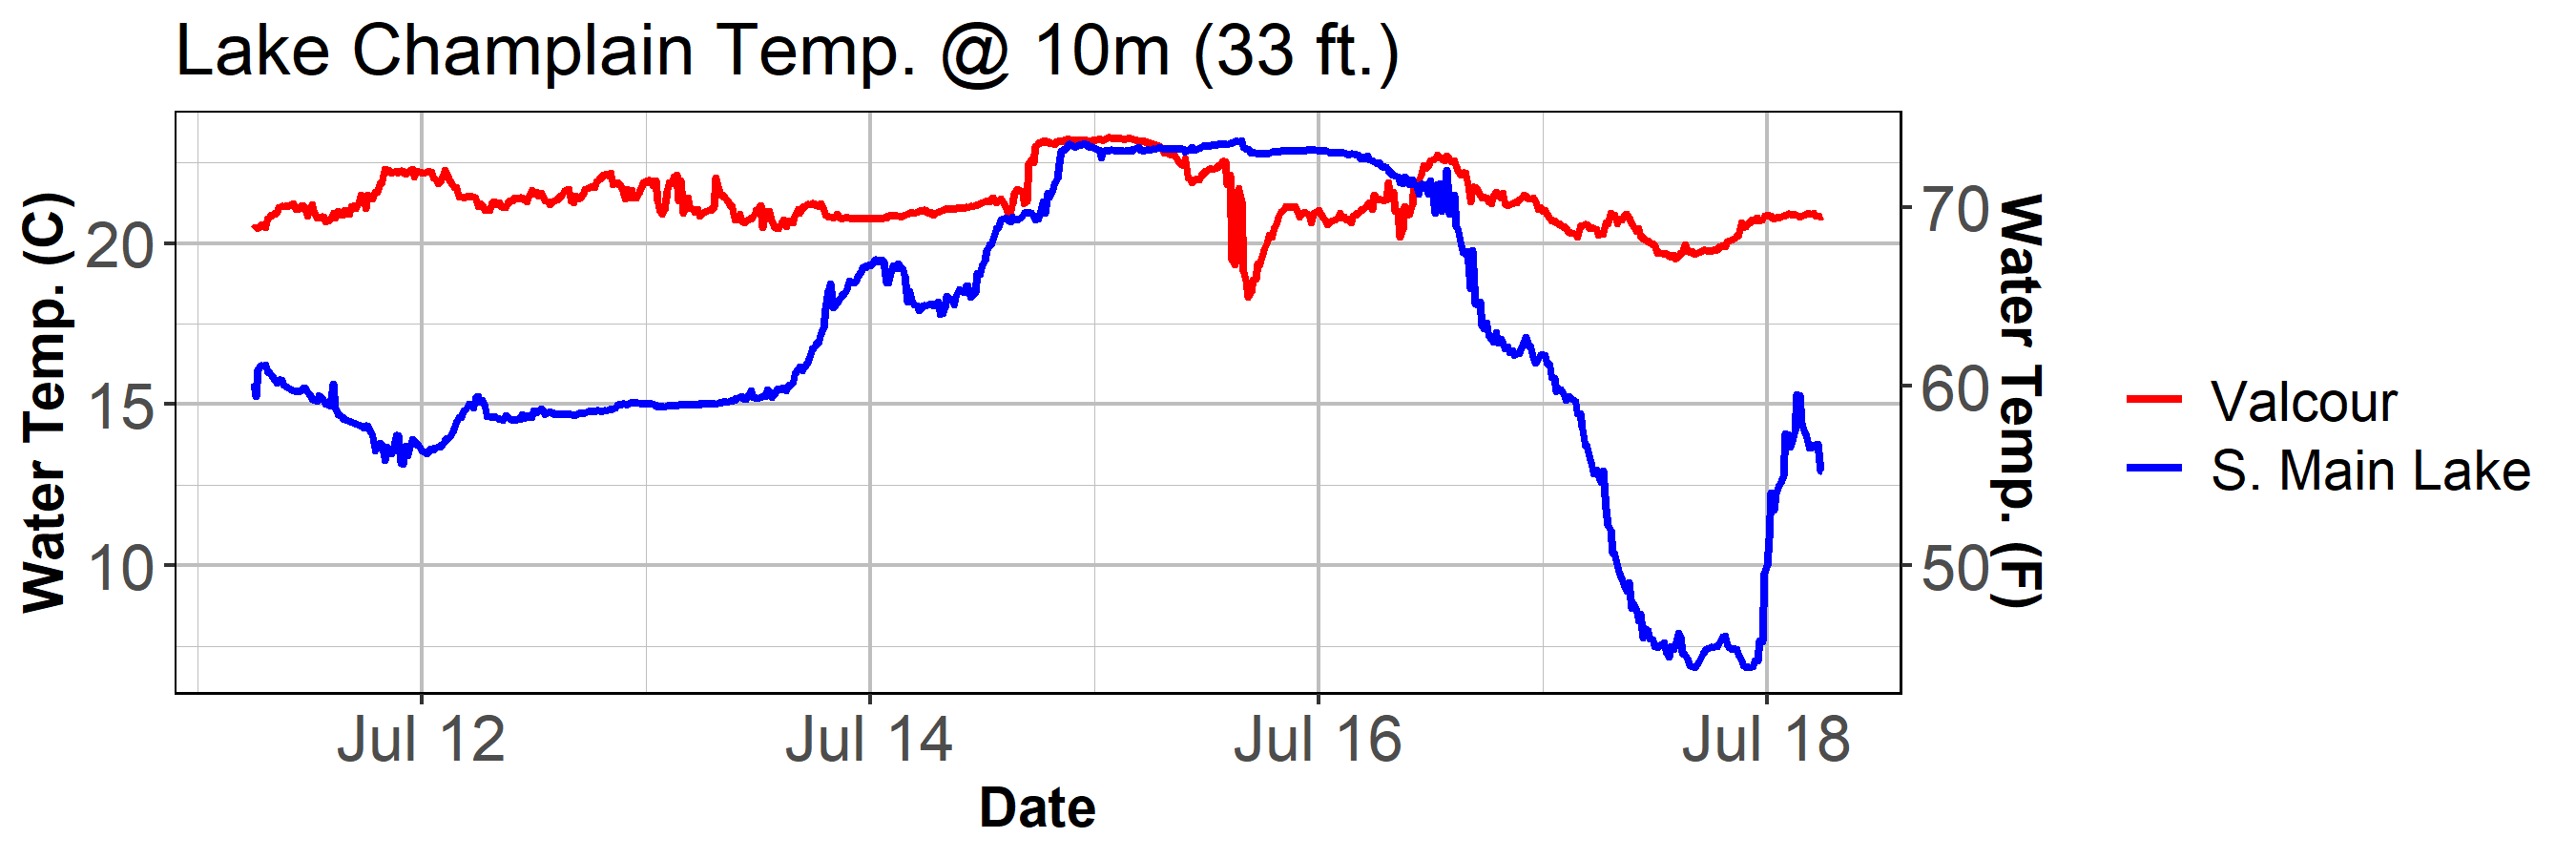 Lake Champlain Temp. @ 10m (33 ft.)
Water Temp. (C)
20
15
10
70
60
50
Water Temp. (F)
Jul 12
Jul 14
Jul 16
Jul 18
Date
Valcour
S. Main Lake